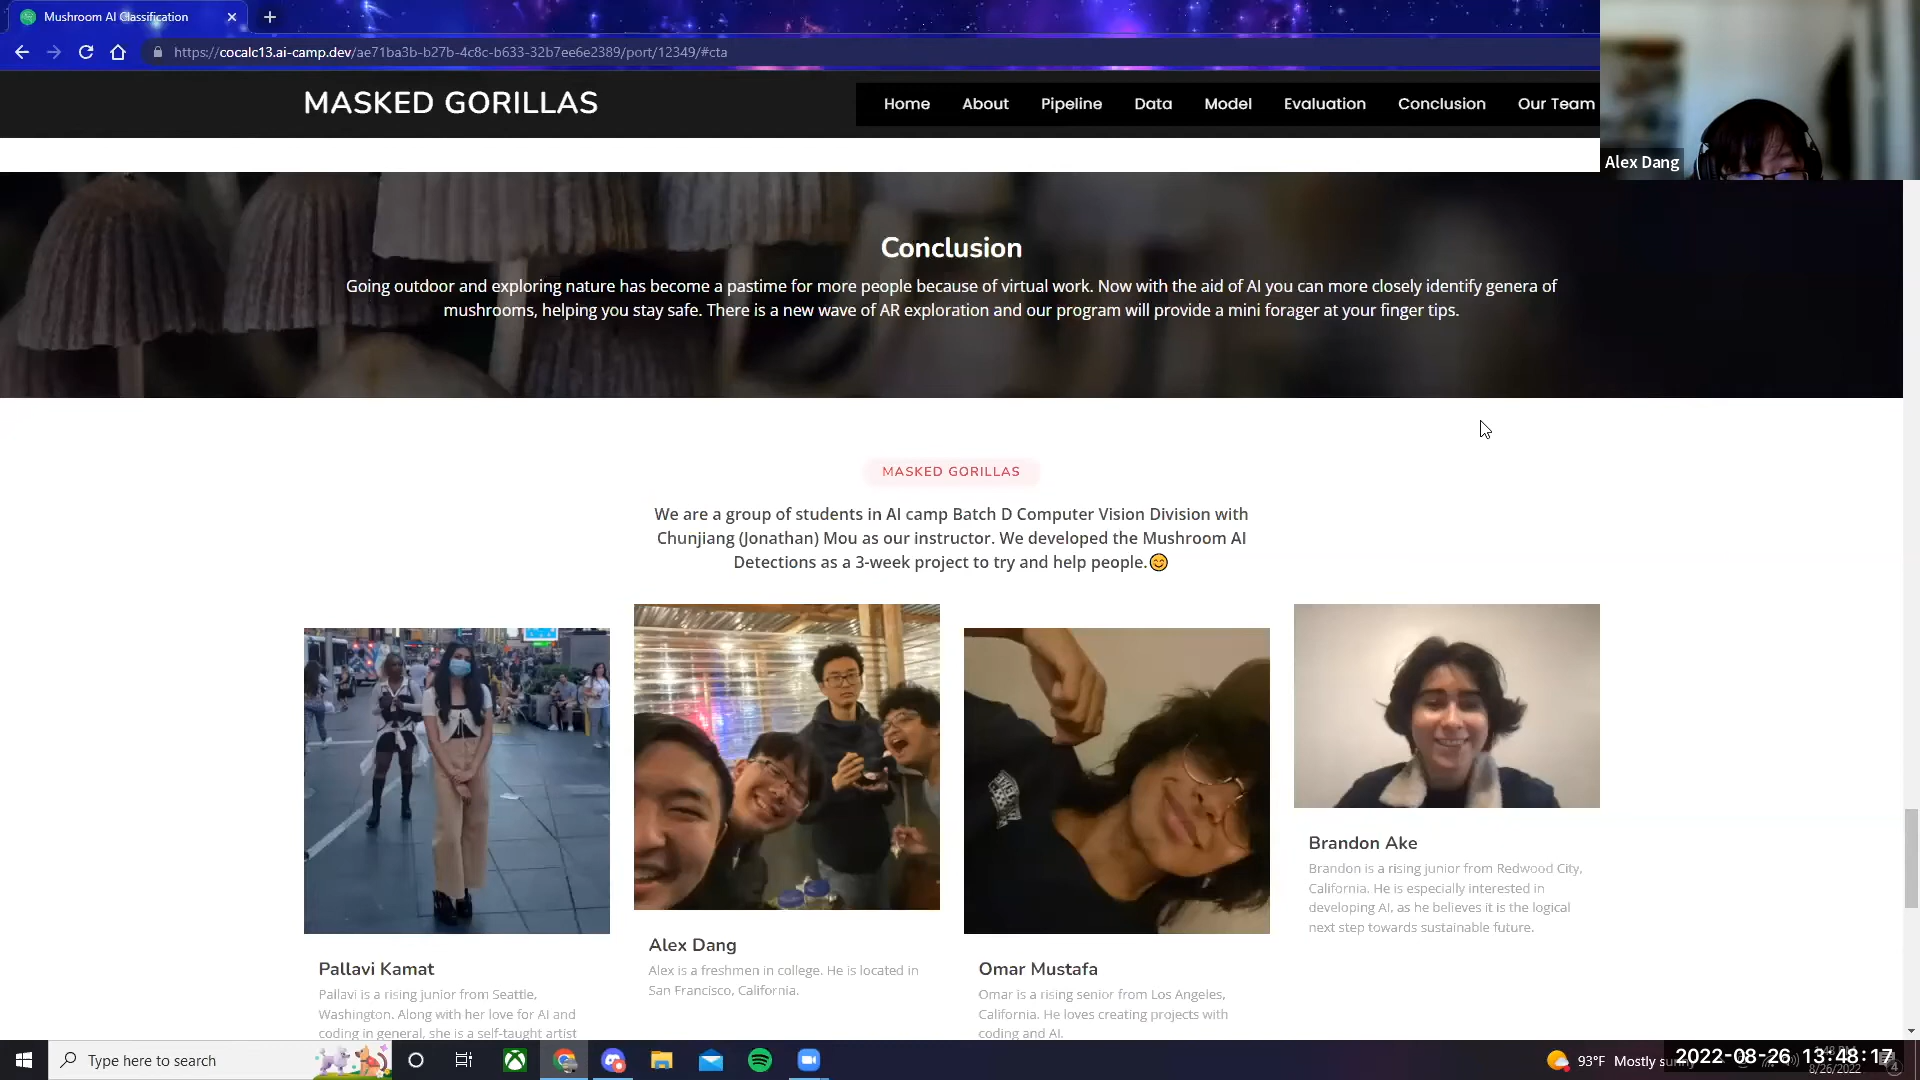 Mushroom AI Classification
https://cocalc13.ai-camp.dev/ae71ba3b-b27b-4c8c-b633-32b7ee6e2389/port/12349/#cta
MASKED GORILLAS
Home About Pipeline Data Model Evaluation Conclusion Our Team
Alex Dang
Conclusion
Going outdoor and exploring nature has become a pastime for more people because of virtual work. Now with the aid of AI you can more closely identify genera of
mushrooms, helping you stay safe. There is a new wave of AR exploration and our program will provide a mini forager at your finger tips.
MASKED GORILLAS
We are a group of students in AI camp Batch D Computer Vision Division with
Chunjiang (Jonathan) Mou as our instructor. We developed the Mushroom AI
Detections as a 3-week project to try and help people.😊
Pallavi Kamat
Pallavi is a rising junior from Seattle,
Washington. Along with her love for AI and
coding in general, she is a self-taught artist
Alex Dang
Alex is a freshmen in college. He is located in
San Francisco, California.
Omar Mustafa
Omar is a rising senior from Los Angeles,
California. He loves creating projects with
coding and AI.
Brandon Ake
Brandon is a rising junior from Redwood City,
California. He is especially interested in
developing AI, as he believes it is the logical
next step towards sustainable future.
Type here to search
93°F Mostly sunny
2022-08-26 13:48:17
8/26/2022
4